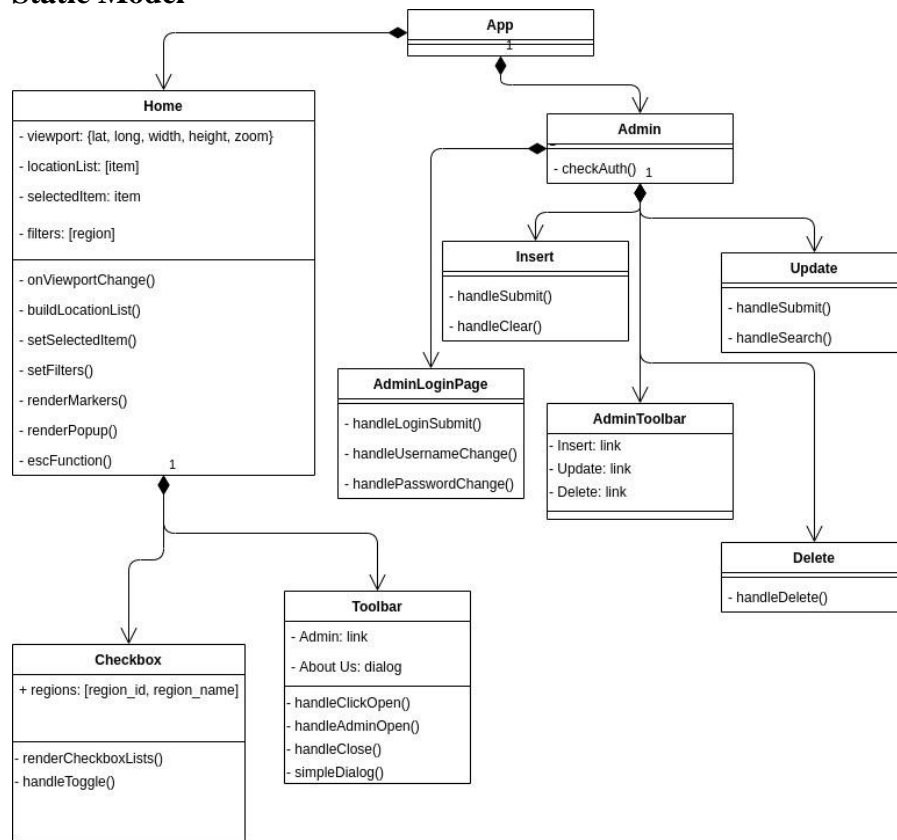 Static Model
App
1
Home
- viewport: {lat, long, width, height, zoom}
- locationList: [item]
- selectedItem: item
- filters: [region]
- onViewportChange()
- buildLocationList()
- setSelectedItem()
- setFilters()
- renderMarkers()
- renderPopup()
- escFunction()
1
Admin
- checkAuth()
1
Insert
- handleSubmit()
- handleClear()
Update
- handleSubmit()
- handleSearch()
AdminLoginPage
- handleLoginSubmit()
- handleUsernameChange()
- handlePasswordChange()
AdminToolbar
- Insert: link
- Update: link
- Delete: link
Delete
- handleDelete()
Toolbar
- Admin: link
- About Us: dialog
- handleClickOpen()
- handleAdminOpen()
- handleClose()
- simpleDialog()
Checkbox
+ regions: [region_id, region_name]
- renderCheckboxLists()
- handleToggle()